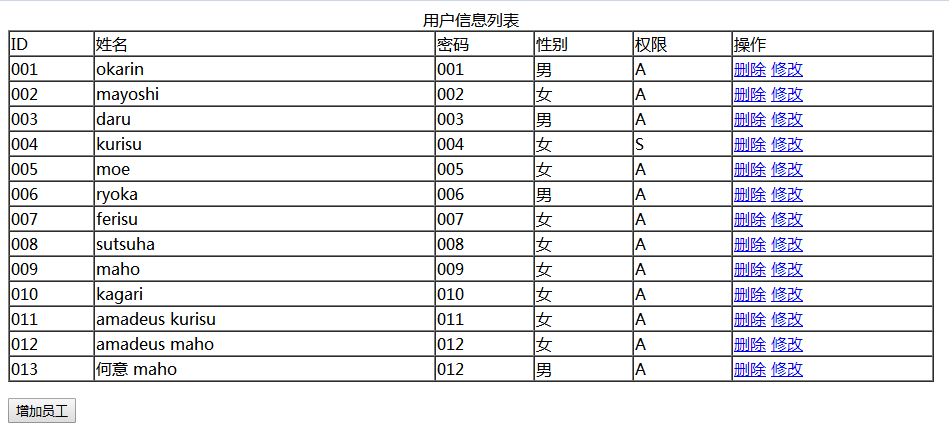 用户信息列表
ID 姓名 密码 性别 权限 操作
001 okarin 001 男 A 删除 修改
002 mayoshi 002 女 A 删除 修改
003 daru 003 男 A 删除 修改
004 kurisu 004 女 S 删除 修改
005 moe 005 女 A 删除 修改
006 ryoka 006 男 A 删除 修改
007 ferisu 007 女 A 删除 修改
008 sutsuha 008 女 A 删除 修改
009 maho 009 女 A 删除 修改
010 kagari 010 女 A 删除 修改
011 amadeus kurisu 011 女 A 删除 修改
012 amadeus maho 012 女 A 删除 修改
013 何意 maho 012 男 A 删除 修改
增加员工